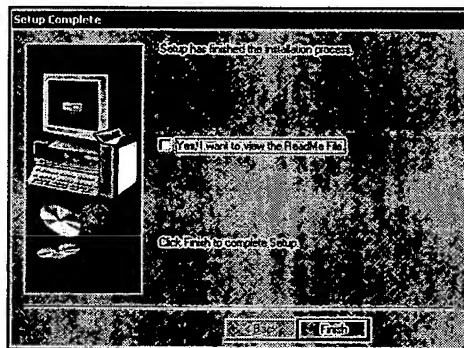 Setup Complete
Setup has finished the installation process.
Yes, I want to view the ReadMe File.
Click Finish to complete Setup.
< Back
Finish